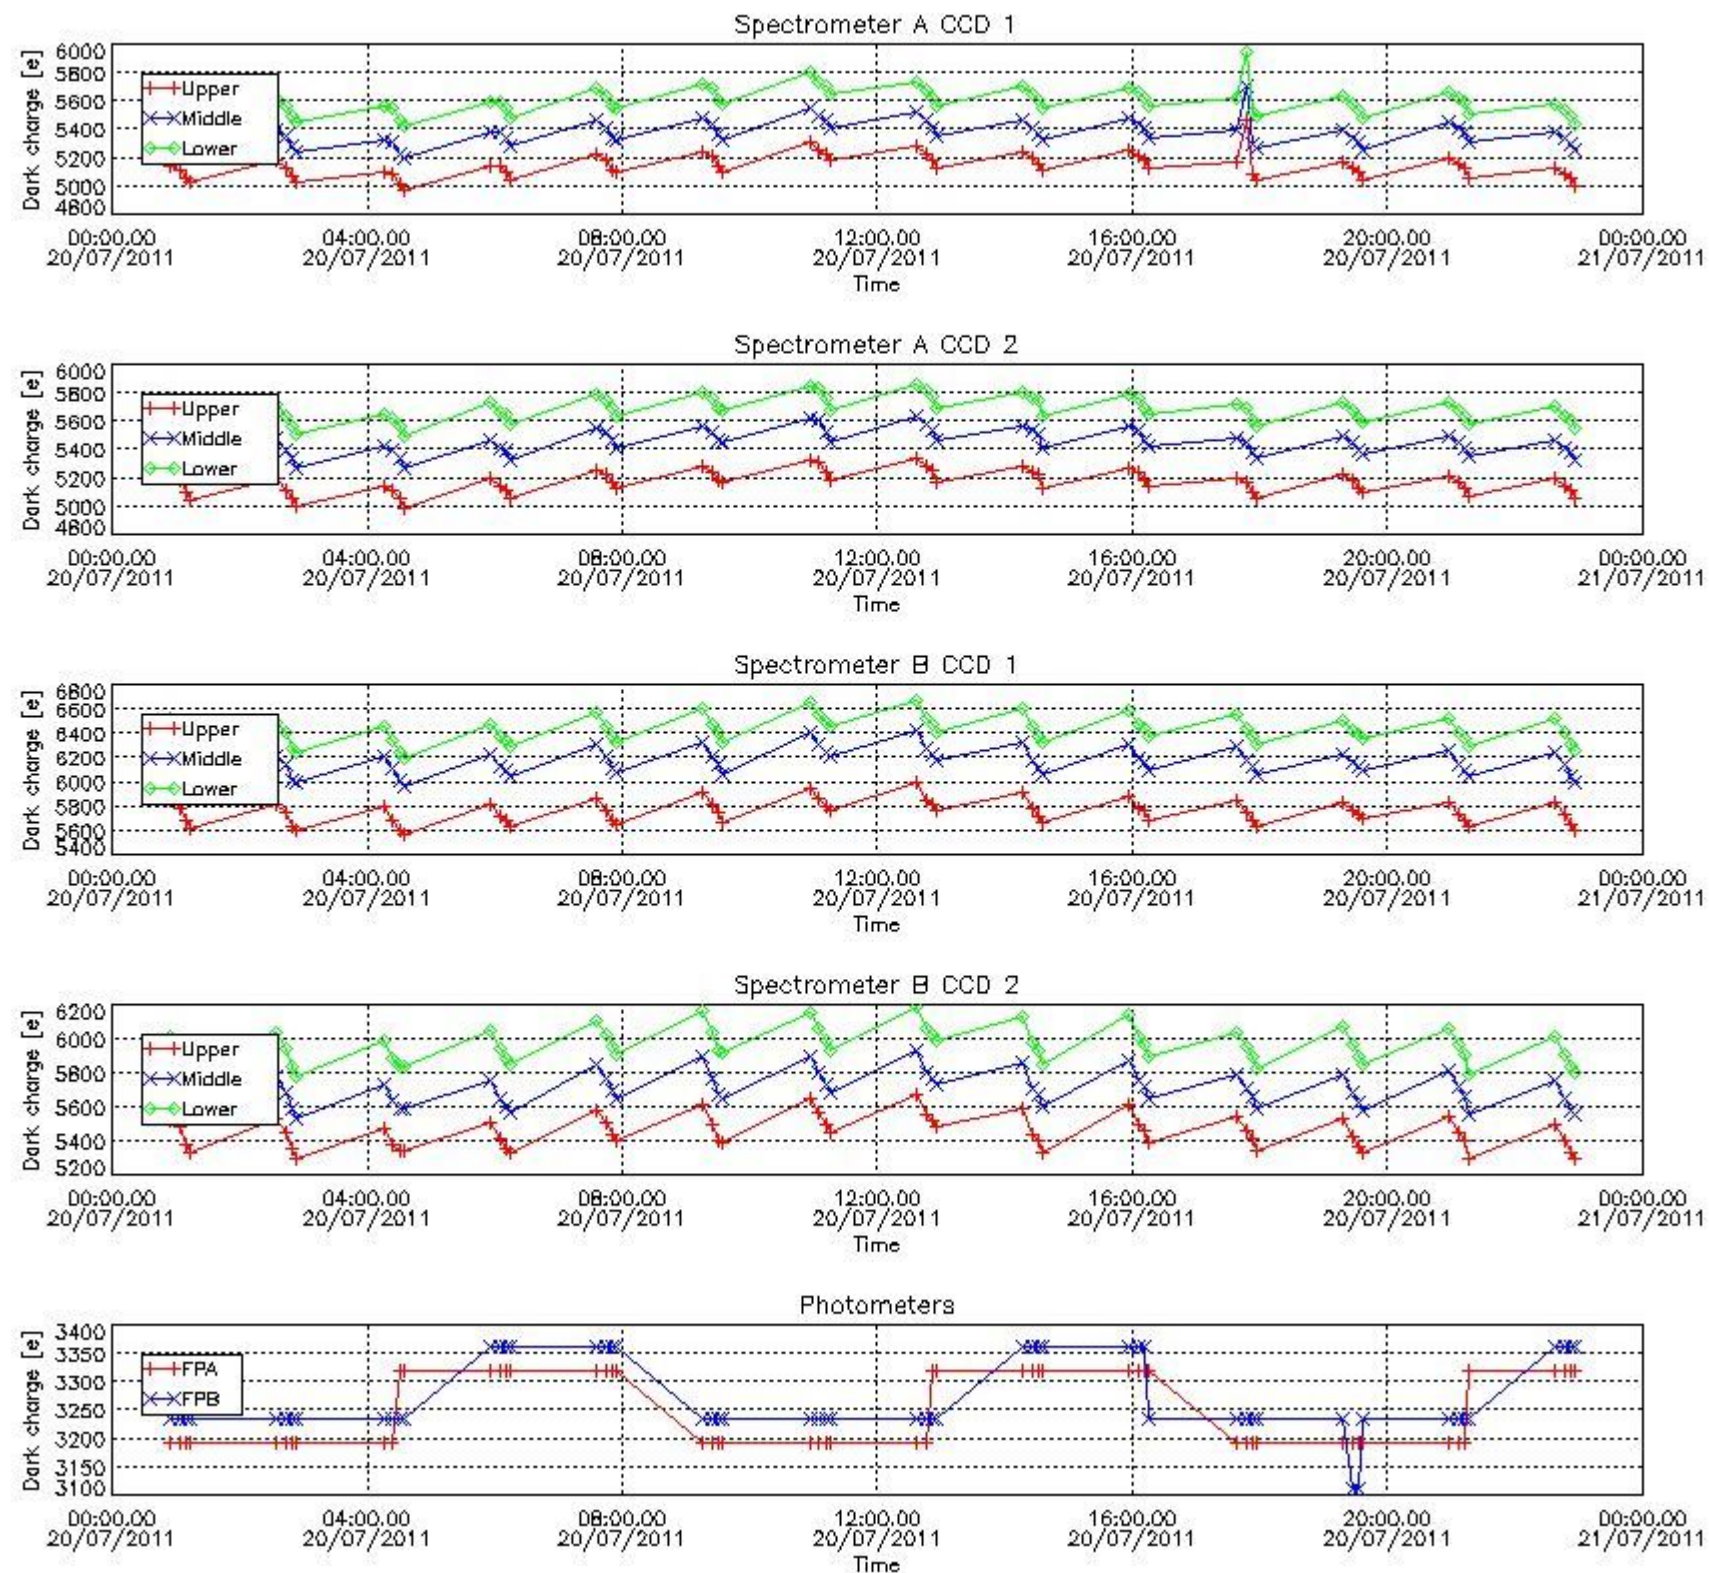 Spectrometer A CCD 1
Dark charge [e]
6000
5800
5600
5400
5200
5000
4800
Upper
Middle
Lower
00:00.00 04:00.00 08:00.00 12:00.00 16:00.00 20:00.00 00:00.00
20/07/2011 20/07/2011 20/07/2011 20/07/2011 20/07/2011 20/07/2011 21/07/2011
Time
Spectrometer A CCD 2
Dark charge [e]
6000
5800
5600
5400
5200
5000
4800
Upper
Middle
Lower
00:00.00 04:00.00 08:00.00 12:00.00 16:00.00 20:00.00 00:00.00
20/07/2011 20/07/2011 20/07/2011 20/07/2011 20/07/2011 20/07/2011 21/07/2011
Time
Spectrometer B CCD 1
Dark charge [e]
6800
6600
6400
6200
6000
5800
5600
5400
Upper
Middle
Lower
00:00.00 04:00.00 08:00.00 12:00.00 16:00.00 20:00.00 00:00.00
20/07/2011 20/07/2011 20/07/2011 20/07/2011 20/07/2011 20/07/2011 21/07/2011
Time
Spectrometer B CCD 2
Dark charge [e]
6200
6000
5800
5600
5400
5200
Upper
Middle
Lower
00:00.00 04:00.00 08:00.00 12:00.00 16:00.00 20:00.00 00:00.00
20/07/2011 20/07/2011 20/07/2011 20/07/2011 20/07/2011 20/07/2011 21/07/2011
Time
Photometers
Dark charge [e]
3400
3350
3300
3250
3200
3150
3100
FPA
FPB
00:00.00 04:00.00 08:00.00 12:00.00 16:00.00 20:00.00 00:00.00
20/07/2011 20/07/2011 20/07/2011 20/07/2011 20/07/2011 20/07/2011 21/07/2011
Time